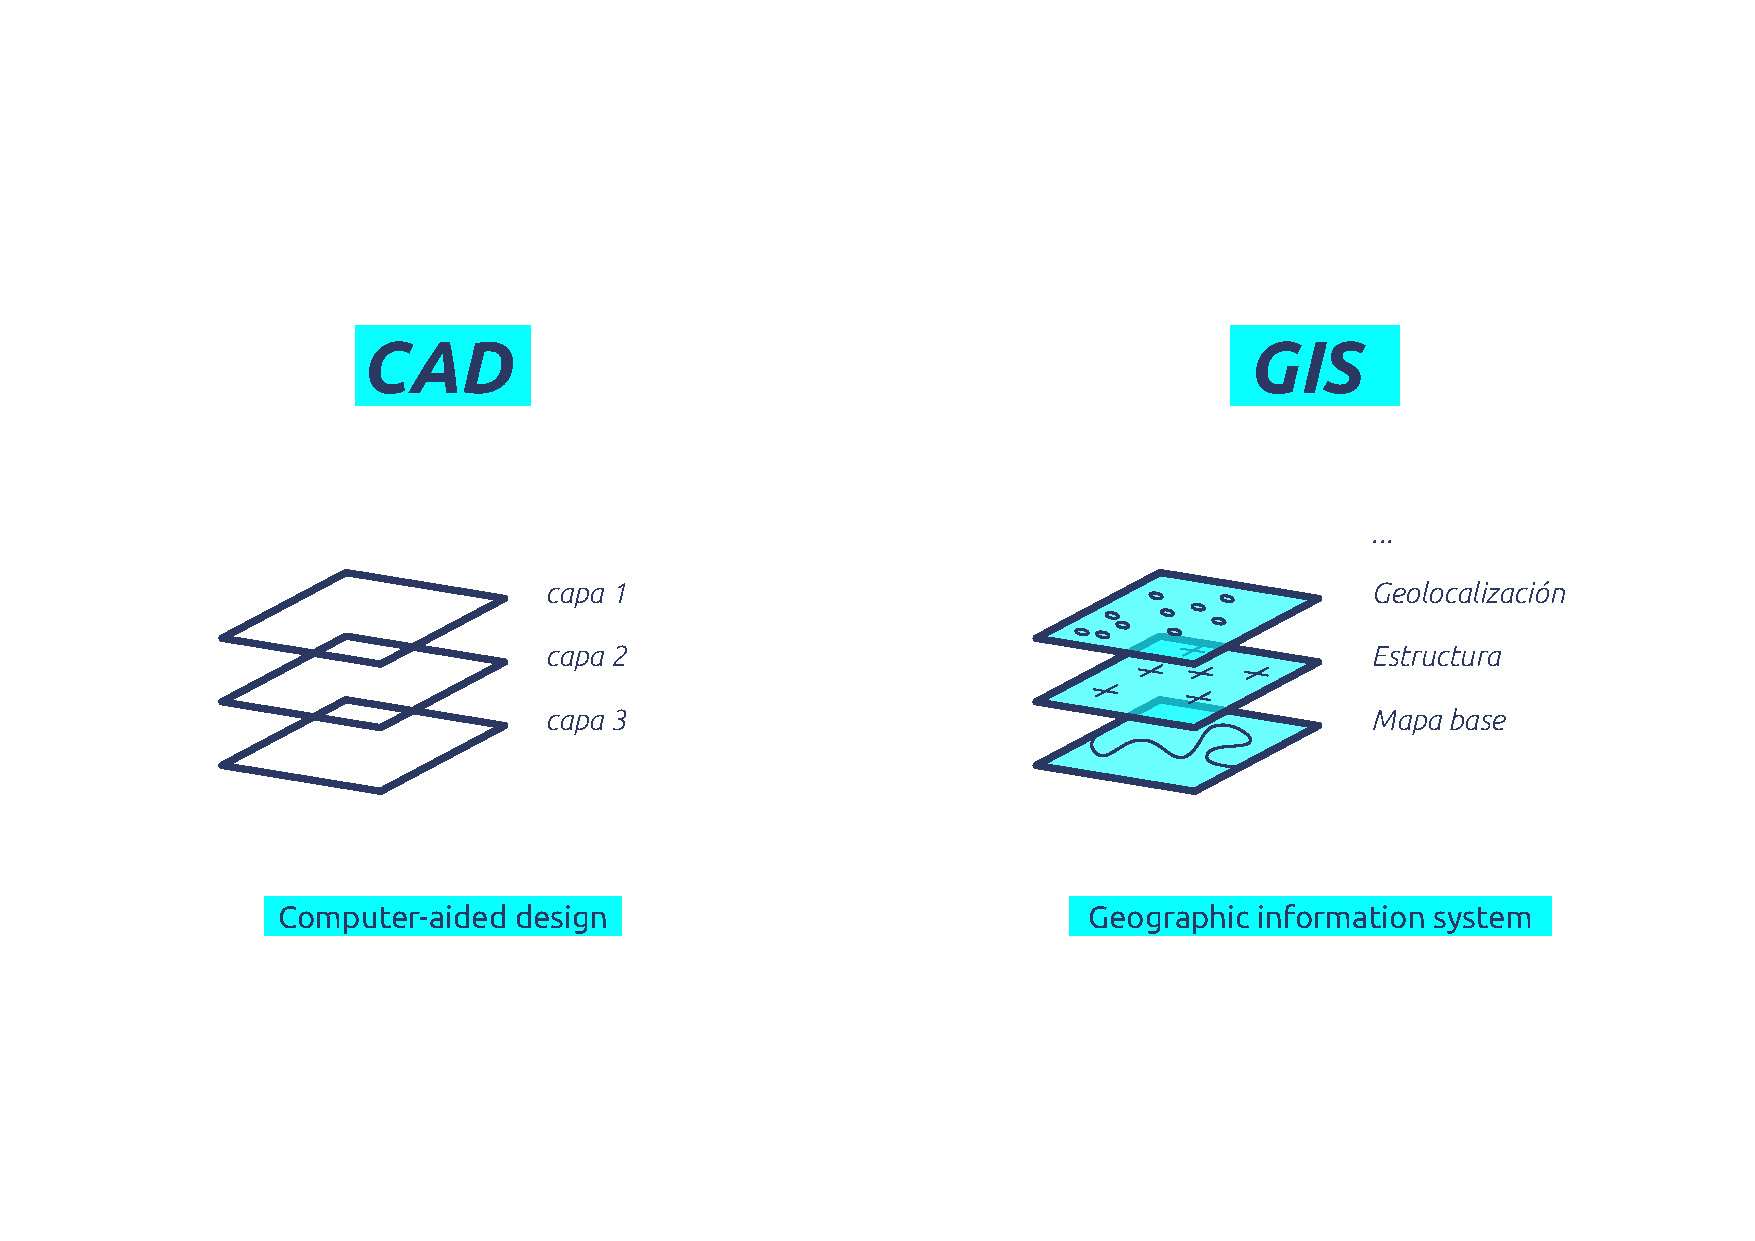 CAD
capa 1
capa 2
capa 3
Computer-aided design
GIS
...
Geolocalización
Estructura
Mapa base
Geographic information system